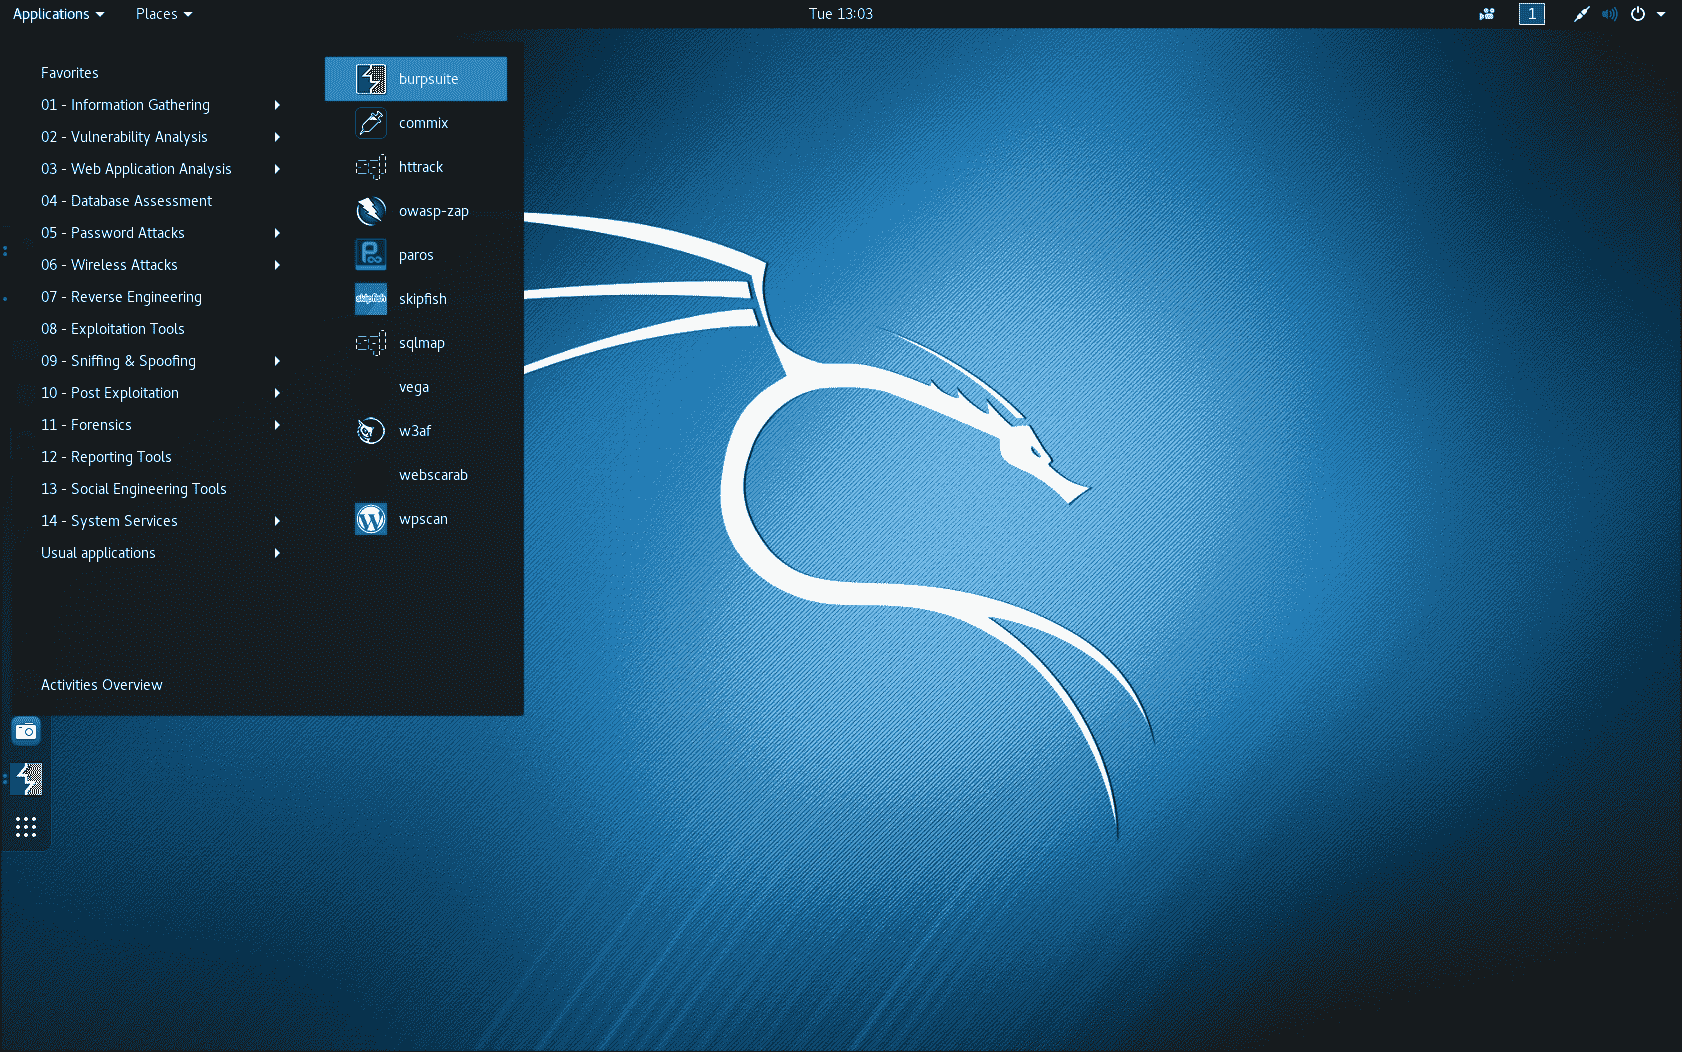 Applications Places Tue 13:03 1
Favorites
01 - Information Gathering
02 - Vulnerability Analysis
03 - Web Application Analysis
04 - Database Assessment
05 - Password Attacks
06 - Wireless Attacks
07 - Reverse Engineering
08 - Exploitation Tools
09 - Sniffing & Spoofing
10 - Post Exploitation
11 - Forensics
12 - Reporting Tools
13 - Social Engineering Tools
14 - System Services
Usual applications
Activities Overview
burpsuite
commix
httrack
owasp-zap
paros
skipfish
skipfish
sqlmap
vega
w3af
webscarab
wpscan